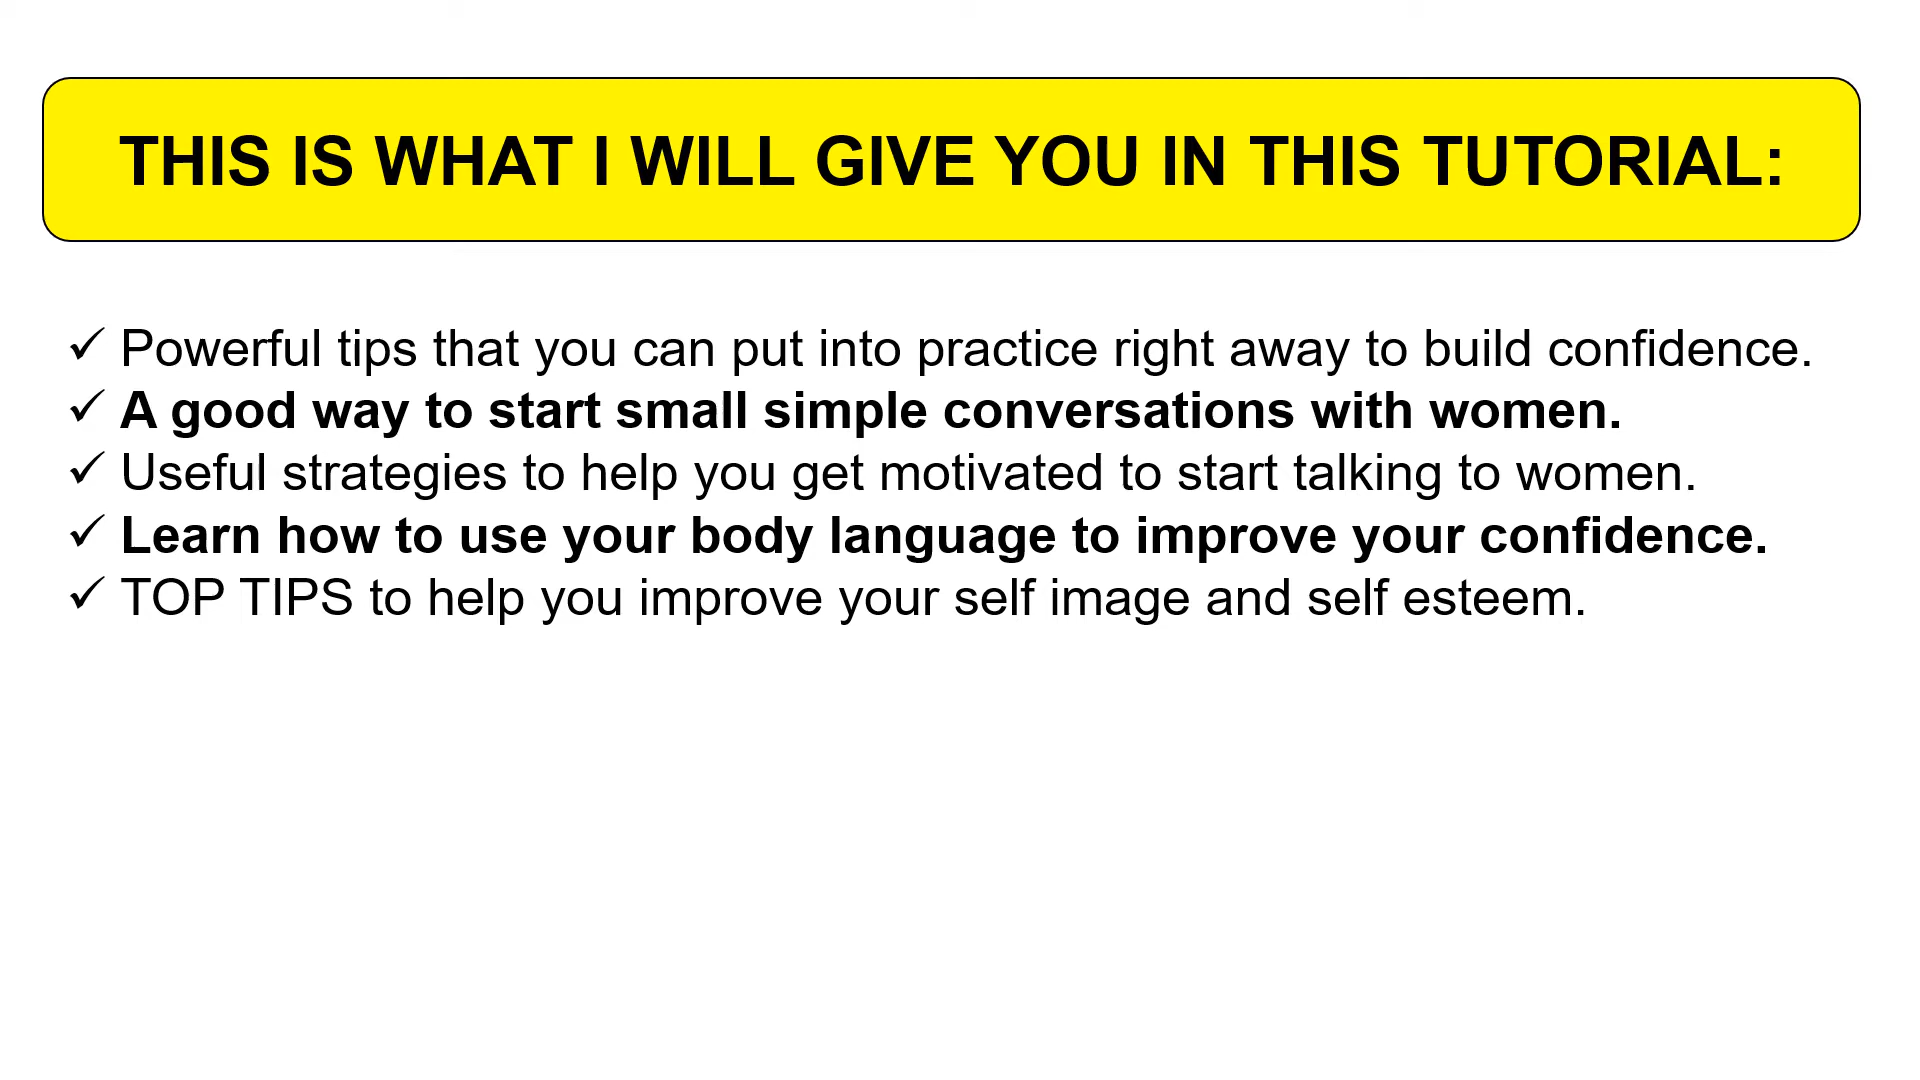 THIS IS WHAT I WILL GIVE YOU IN THIS TUTORIAL:
✓ Powerful tips that you can put into practice right away to build confidence.
✓ A good way to start small simple conversations with women.
✓ Useful strategies to help you get motivated to start talking to women.
✓ Learn how to use your body language to improve your confidence.
✓ TOP TIPS to help you improve your self image and self esteem.